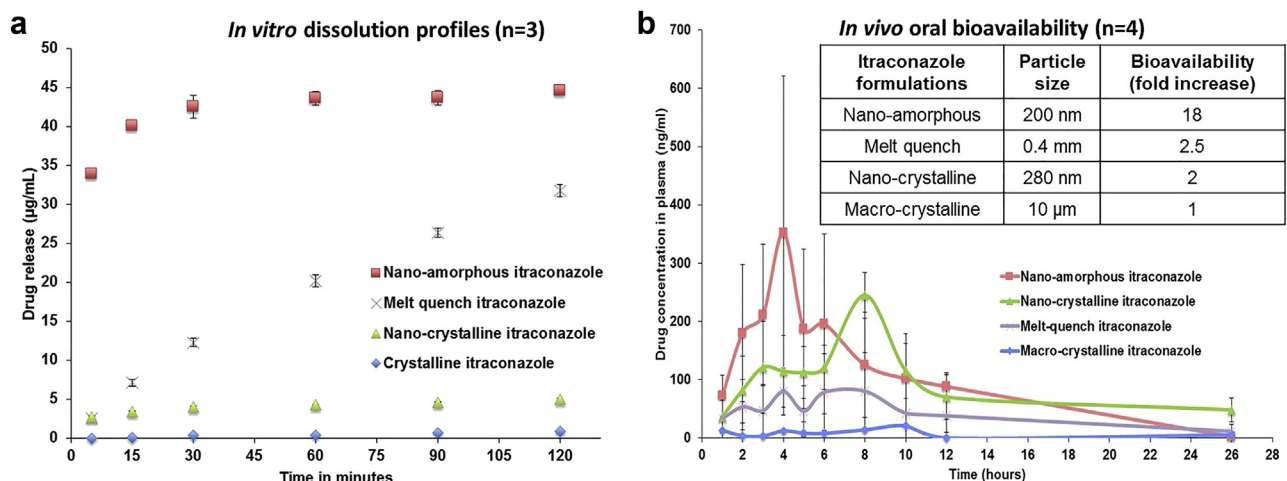 a
In vitro dissolution profiles (n=3)
Drug release (µg/mL)
50
45
40
35
30
25
20
15
10
5
0
0 15 30 45 60 75 90 105 120
Time in minutes
Nano-amorphous itraconazole
Melt quench itraconazole
Nano-crystalline itraconazole
Crystalline itraconazole
b
In vivo oral bioavailability (n=4)
Drug concentration in plasma (ng/ml)
700
600
500
400
300
200
100
0
0 2 4 6 8 10 12 14 16 18 20 22 24 26 28
Time (hours)
Itraconazole formulations Particle size Bioavailability (fold increase)
Nano-amorphous 200 nm 18
Melt quench 0.4 mm 2.5
Nano-crystalline 280 nm 2
Macro-crystalline 10 µm 1
Nano-amorphous itraconazole
Nano-crystalline itraconazole
Melt-quench itraconazole
Macro-crystalline itraconazole